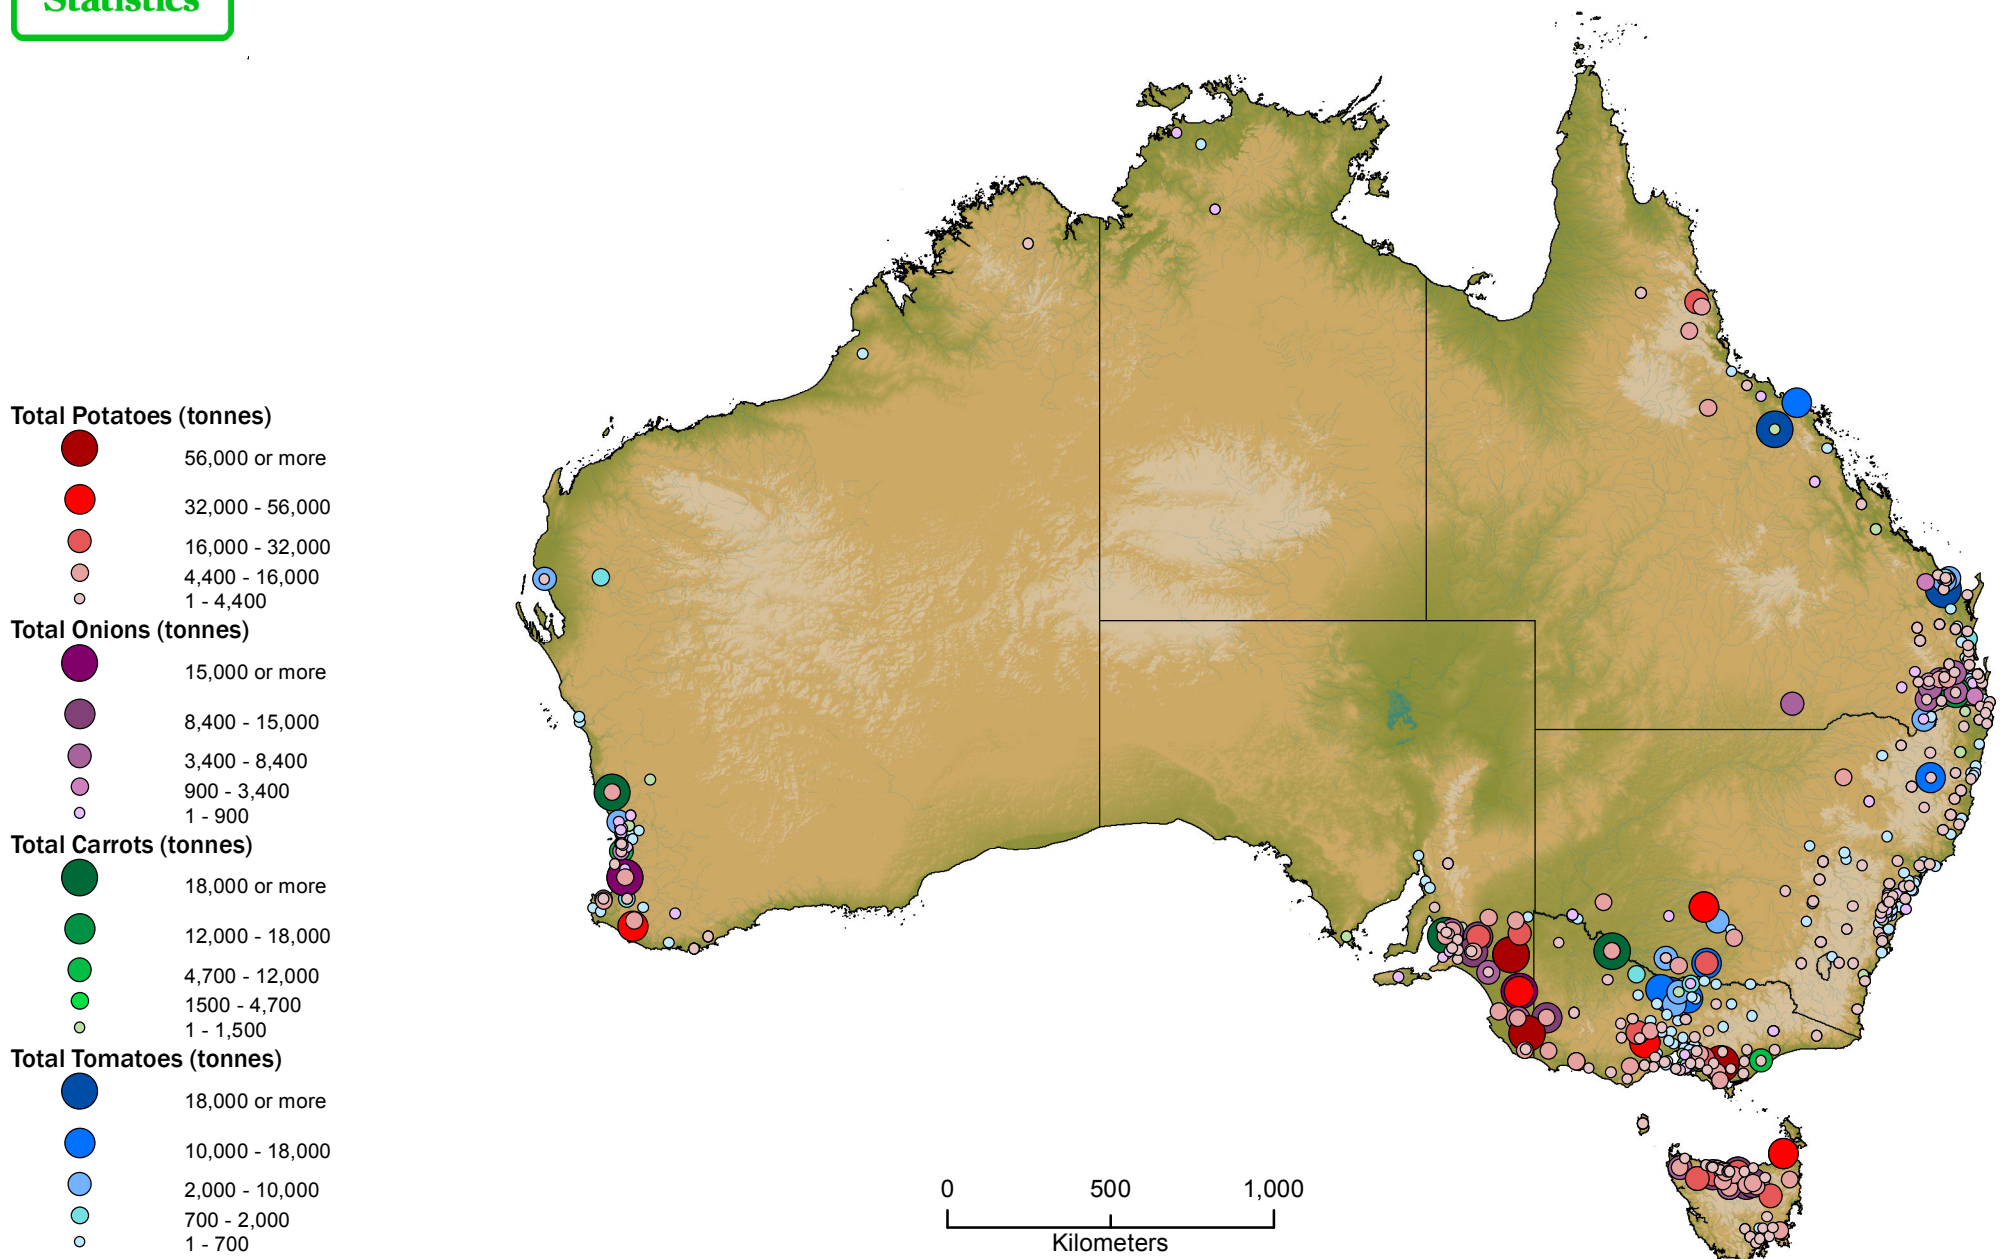 Statistics
Total Potatoes (tonnes)
56,000 or more
32,000 - 56,000
16,000 - 32,000
4,400 - 16,000
1 - 4,400
Total Onions (tonnes)
15,000 or more
8,400 - 15,000
3,400 - 8,400
900 - 3,400
1 - 900
Total Carrots (tonnes)
18,000 or more
12,000 - 18,000
4,700 - 12,000
1500 - 4,700
1 - 1,500
Total Tomatoes (tonnes)
18,000 or more
10,000 - 18,000
2,000 - 10,000
700 - 2,000
1 - 700
0 500 1,000
Kilometers